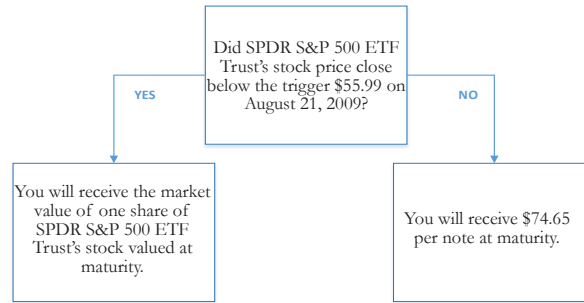 Did SPDR S&P 500 ETF
Trust's stock price close
below the trigger $55.99 on
August 21, 2009?
YES
NO
You will receive the market
value of one share of
SPDR S&P 500 ETF
Trust's stock valued at
maturity.
You will receive $74.65
per note at maturity.